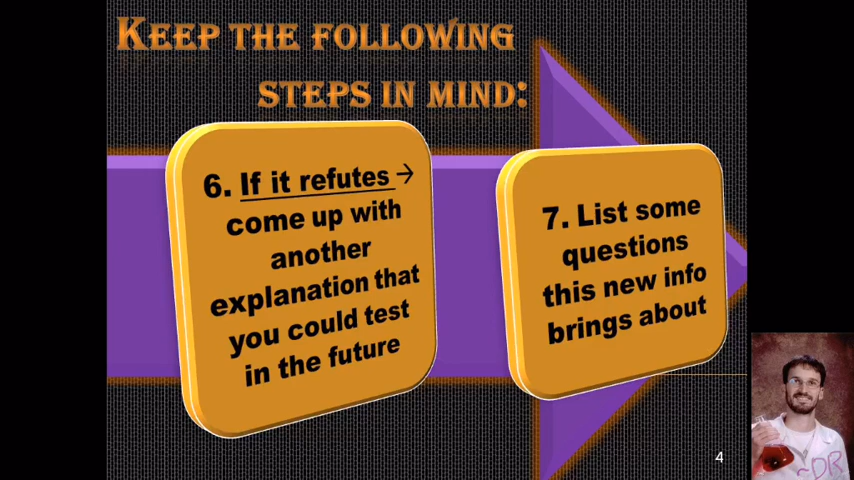 KEEP THE FOLLOWING
STEPS IN MIND:
6. If it refutes →
come up with
another
explanation that
you could test
in the future
7. List some
questions
this new info
brings about
4
~DR